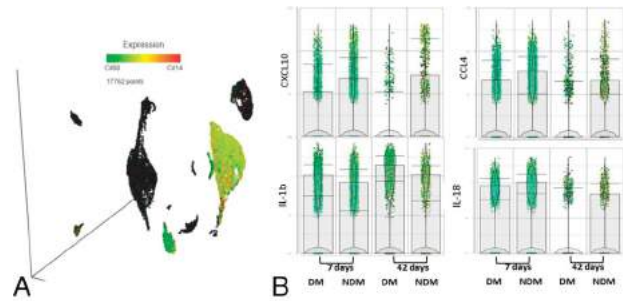 A
Expression
Cd68
Cd14
17762 points
B
CXCL10
CCL4
IL-1b
IL-18
7 days
42 days
DM NDM DM NDM
7 days
42 days
DM NDM DM NDM